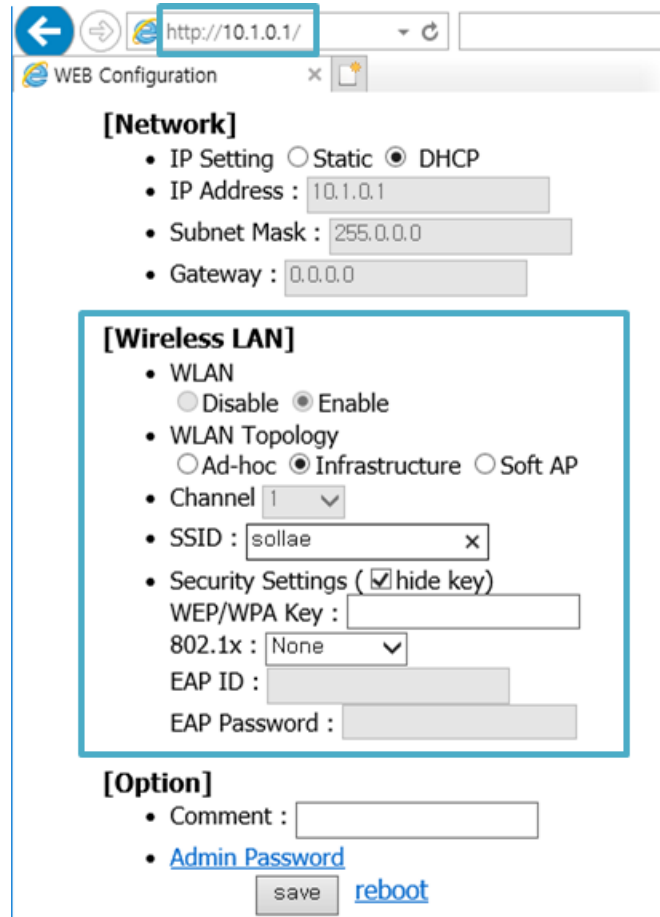 http://10.1.0.1/
WEB Configuration
[Network]
• IP Setting Static DHCP
• IP Address : 10.1.0.1
• Subnet Mask : 255.0.0.0
• Gateway : 0.0.0.0
[Wireless LAN]
• WLAN
Disable Enable
• WLAN Topology
Ad-hoc Infrastructure Soft AP
• Channel 1
• SSID : sollae
• Security Settings ( hide key)
WEP/WPA Key :
802.1x : None
EAP ID :
EAP Password :
[Option]
• Comment :
• Admin Password
save reboot